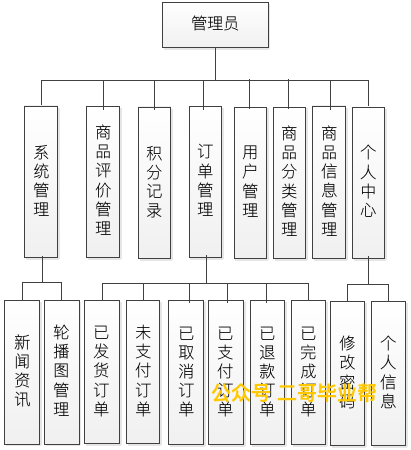 管理员
系统管理
商品评价管理
积分记录
订单管理
用户管理
商品分类管理
商品信息管理
个人中心
新闻资讯
轮播图管理
已发货订单
未支付订单
已取消订单
已支付订单
已退款订单
已完成订单
修改密码
个人信息
公众号 二哥毕业帮